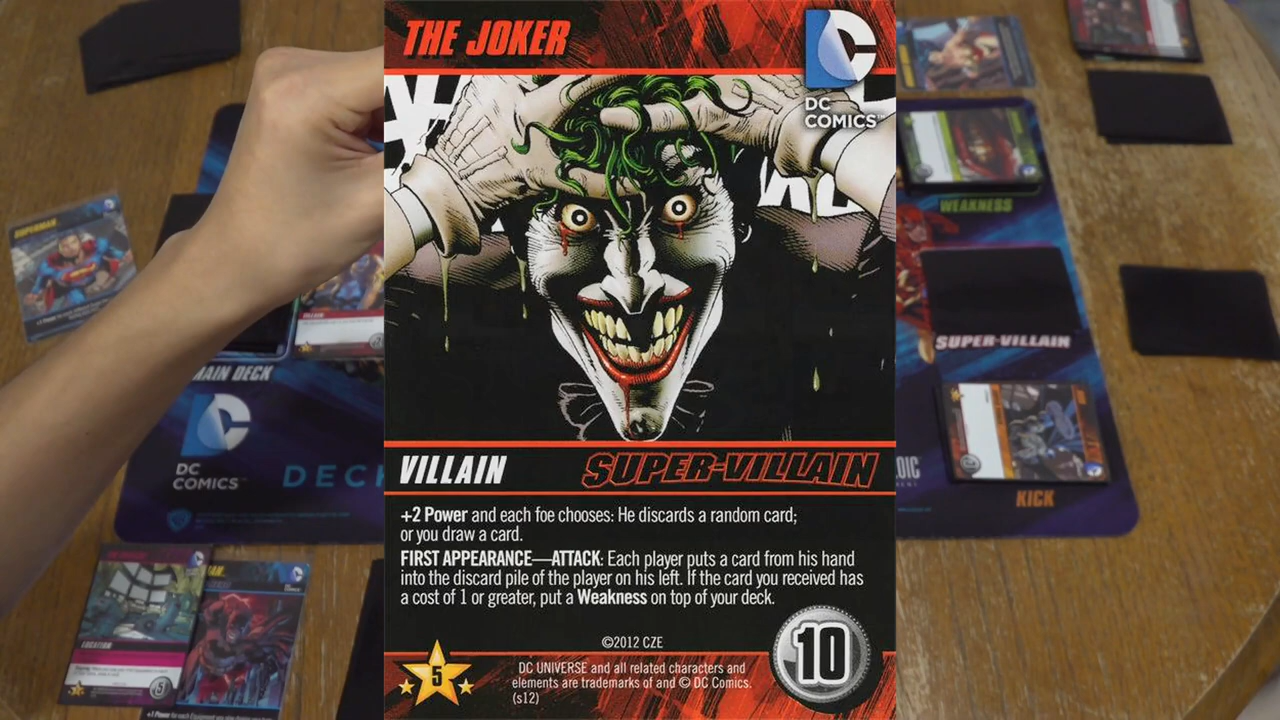 THE JOKER
DC
COMICS™
VILLAIN
SUPER-VILLAIN
+2 Power and each foe chooses: He discards a random card;
or you draw a card.
FIRST APPEARANCE—ATTACK: Each player puts a card from his hand
into the discard pile of the player on his left. If the card you received has
a cost of 1 or greater, put a Weakness on top of your deck.
©2012 CZE
5
DC UNIVERSE and all related characters and
elements are trademarks of and © DC Comics.
(s12)
10
SUPERMAN
VILLAIN
MAIN DECK
DC
COMICS™
DECK
LOCATION
5
WEAKNESS
SUPER-VILLAIN
KICK